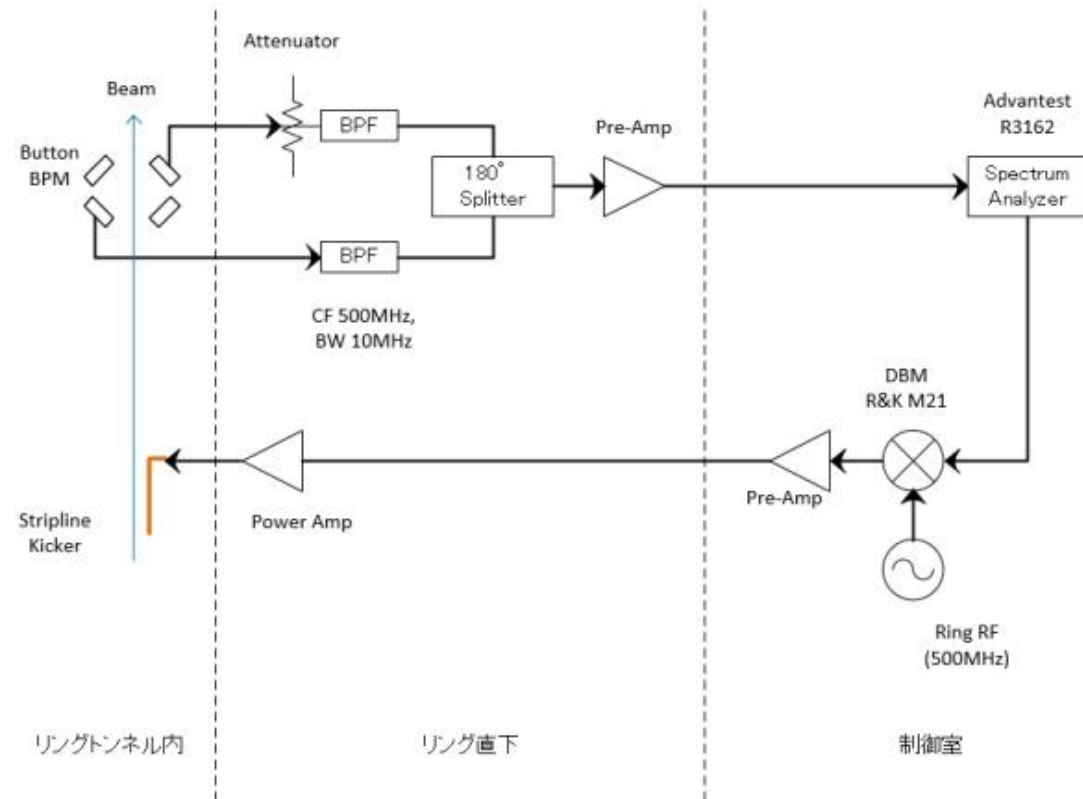 Attenuator
Beam
Button
BPM
BPF
Pre-Amp
Advantest
R3162
180°
Splitter
Spectrum
Analyzer
BPF
CF 500MHz,
BW 10MHz
DBM
R&K M21
Pre-Amp
Stripline
Kicker
Power Amp
Ring RF
(500MHz)
リングトンネル内
リング直下
制御室